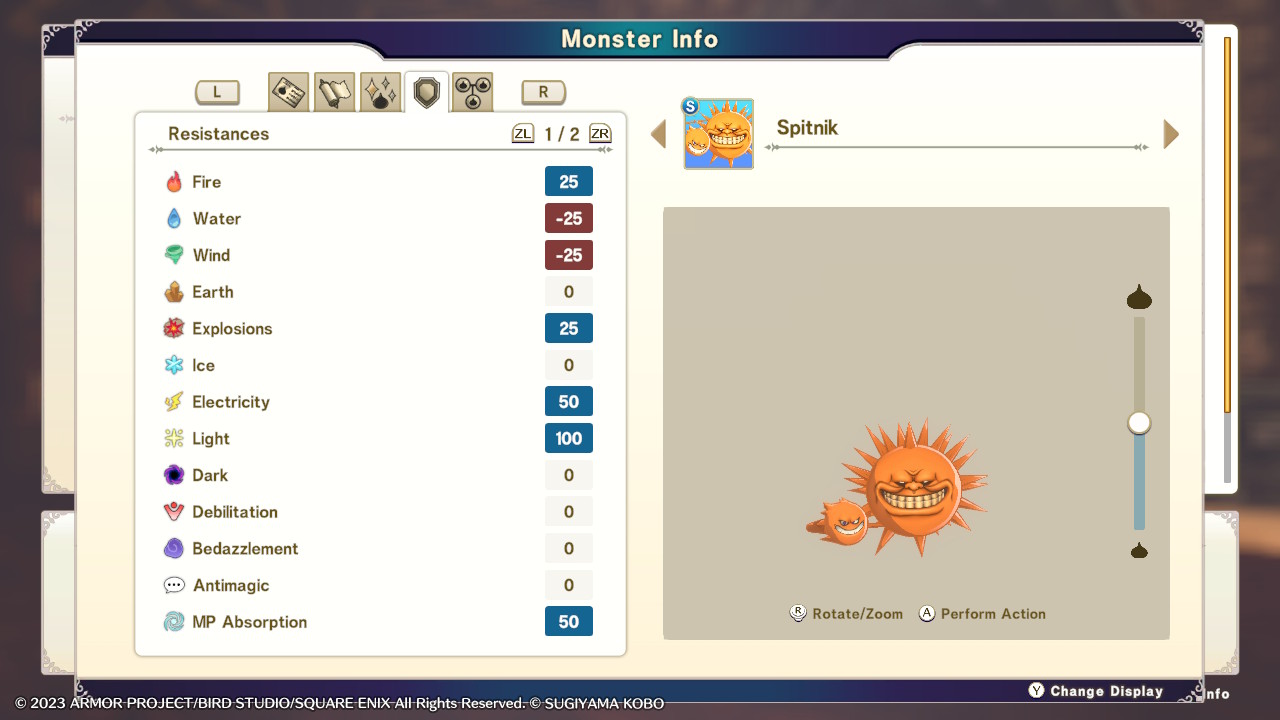 Monster Info
L
R
Resistances
ZL 1 / 2 ZR
Fire 25
Water -25
Wind -25
Earth 0
Explosions 25
Ice 0
Electricity 50
Light 100
Dark 0
Debilitation 0
Bedazzlement 0
Antimagic 0
MP Absorption 50
S
Spitnik
R Rotate/Zoom A Perform Action
Y Change Display
nfo
© 2023 ARMOR PROJECT/BIRD STUDIO/SQUARE ENIX All Rights Reserved. © SUGIYAMA KOBO